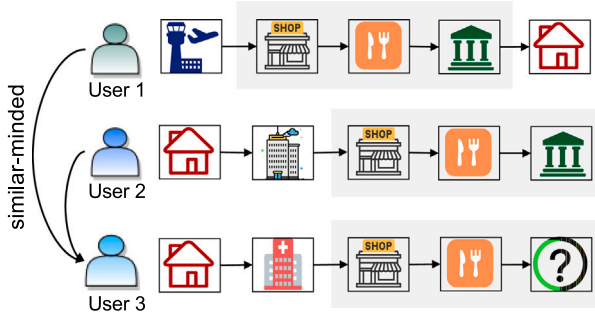 SHOP
User 1
similar-minded
SHOP
User 2
SHOP
?
User 3